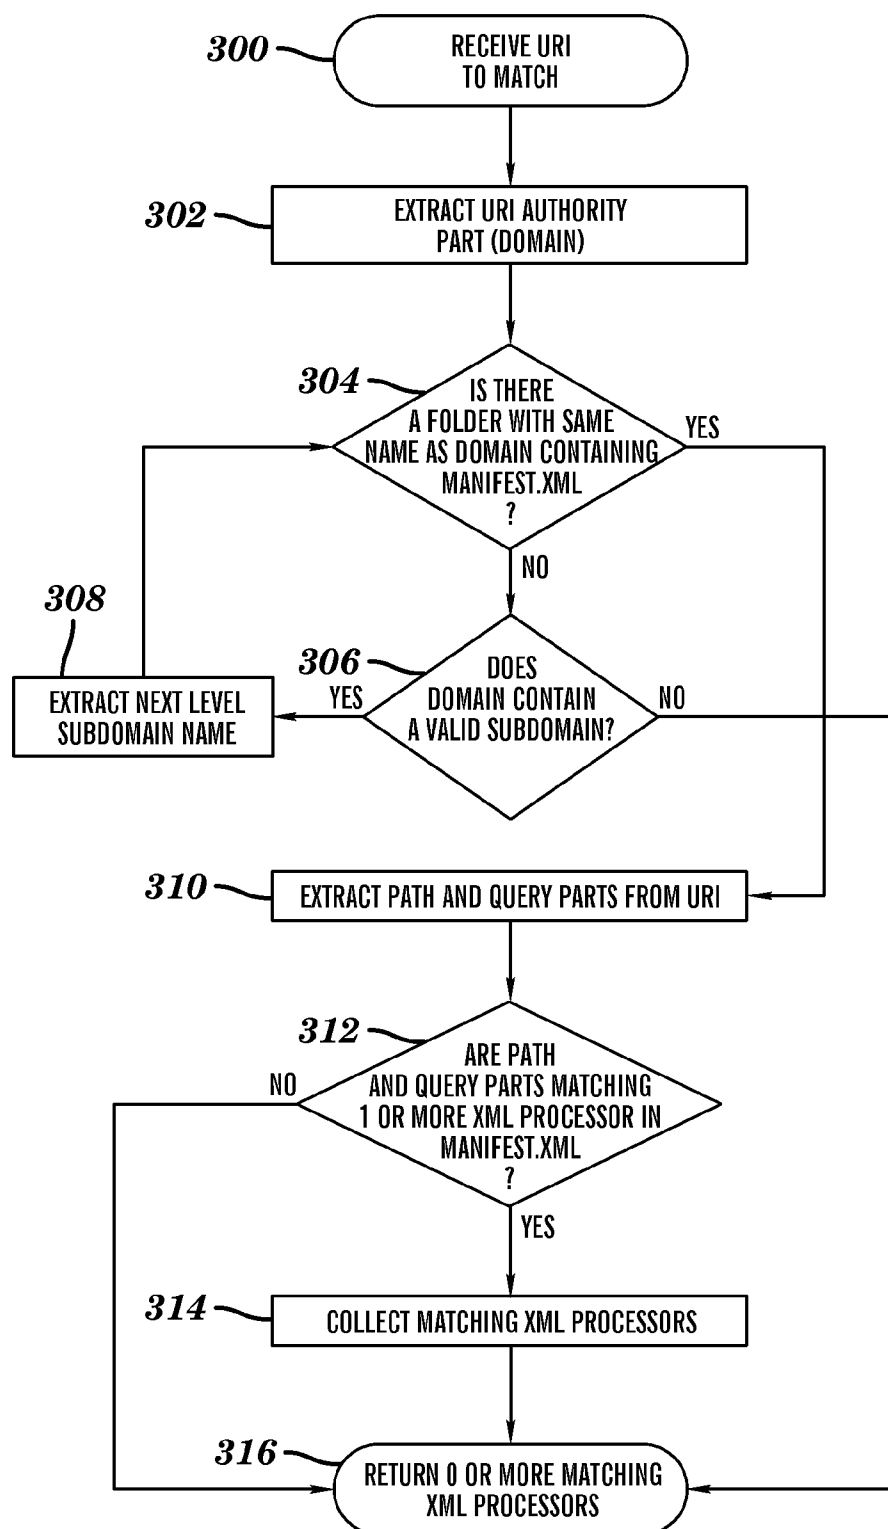 300
RECEIVE URI
TO MATCH
302
EXTRACT URI AUTHORITY
PART (DOMAIN)
304
IS THERE
A FOLDER WITH SAME
NAME AS DOMAIN CONTAINING
MANIFEST.XML
?
YES
NO
308
EXTRACT NEXT LEVEL
SUBDOMAIN NAME
306
DOES
DOMAIN CONTAIN
A VALID SUBDOMAIN?
YES
NO
310
EXTRACT PATH AND QUERY PARTS FROM URI
312
ARE PATH
AND QUERY PARTS MATCHING
1 OR MORE XML PROCESSOR IN
MANIFEST.XML
?
NO
YES
314
COLLECT MATCHING XML PROCESSORS
316
RETURN 0 OR MORE MATCHING
XML PROCESSORS